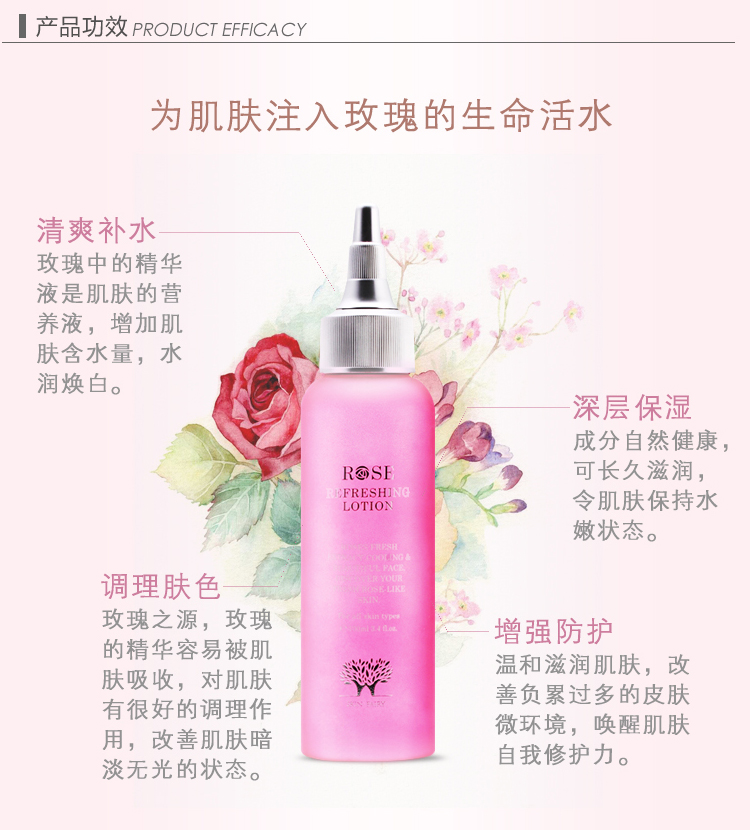 产品功效 PRODUCT EFFICACY
为肌肤注入玫瑰的生命活水
清爽补水
玫瑰中的精华
液是肌肤的营
养液，增加肌
肤含水量，水
润焕白。
深层保湿
成分自然健康，
可长久滋润，
令肌肤保持水
嫩状态。
ROSE
REFRESHING
LOTION
调理肤色
玫瑰之源，玫瑰
的精华容易被肌
肤吸收，对肌肤
有很好的调理作
用，改善肌肤暗
淡无光的状态。
增强防护
温和滋润肌肤，改
善负累过多的皮肤
微环境，唤醒肌肤
自我修护力。